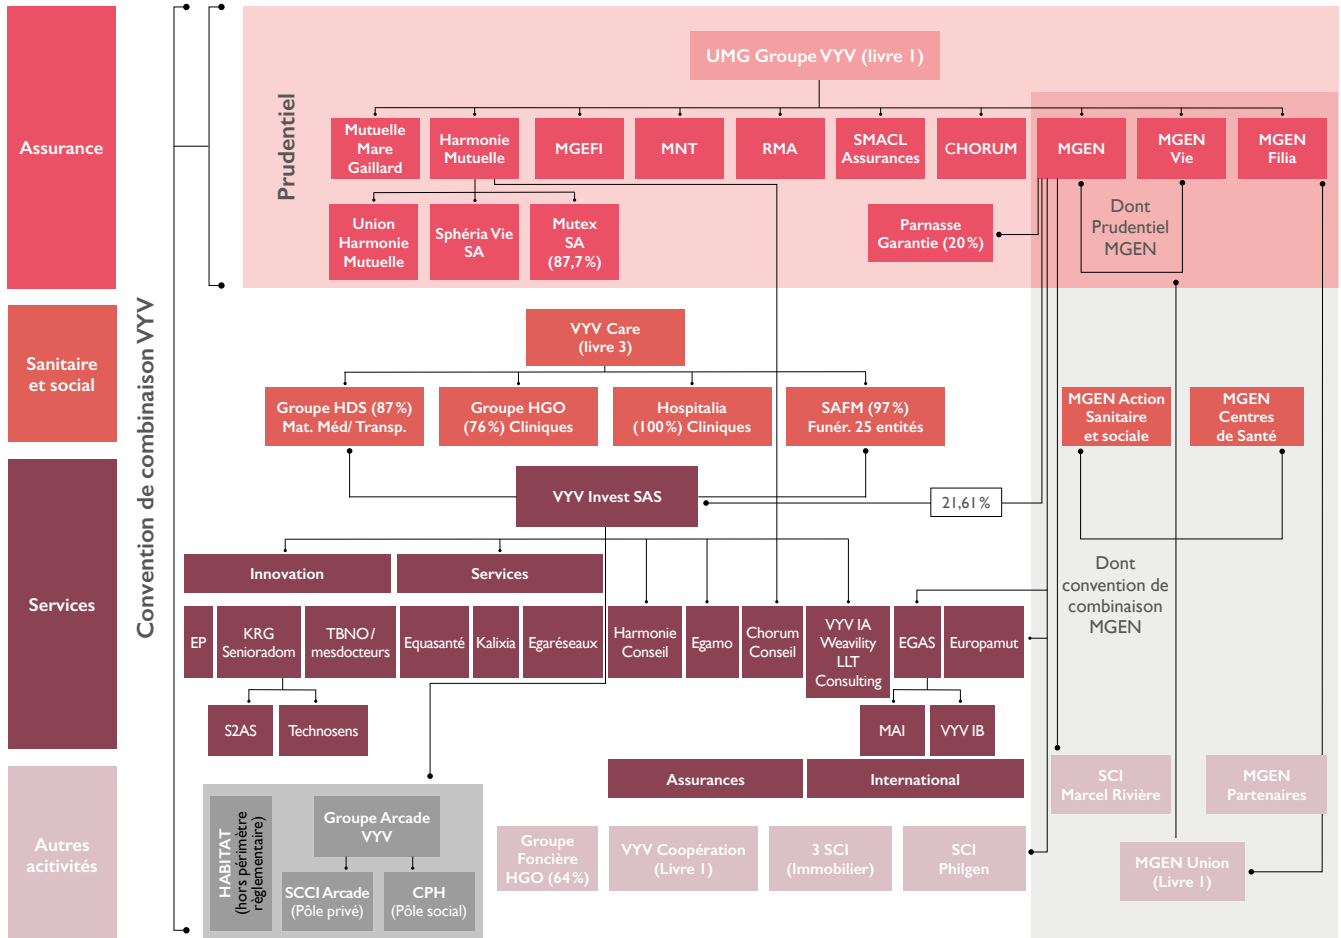 UMG Groupe VYV (livre 1)
Assurance
Prudentiel
Mutuelle
Mare
Gaillard
Harmonie
Mutuelle
MGEFI
MNT
RMA
SMACL
Assurances
CHORUM
MGEN
MGEN
Vie
MGEN
Filia
Union
Harmonie
Mutuelle
Sphéria Vie
SA
Mutex
SA
(87,7%)
Parnasse
Garantie (20%)
Dont
Prudentiel
MGEN
Convention de combinaison VYV
Sanitaire
et social
VYV Care
(livre 3)
Groupe HDS (87%)
Mat. Méd/ Transp.
Groupe HGO
(76%) Cliniques
Hospitalia
(100%) Cliniques
SAFM (97%)
Funér. 25 entités
MGEN Action
Sanitaire
et sociale
MGEN
Centres
de Santé
Services
VYV Invest SAS
21,61%
Innovation
Services
Dont
convention de
combinaison
MGEN
EP
KRG
Senioradom
TBNO/
mesdocteurs
Equasanté
Kalixia
Egaréseaux
Harmonie
Conseil
Egamo
Chorum
Conseil
VYV IA
Weavility
LLT
Consulting
EGAS
Europamut
S2AS
Technosens
MAI
VYV IB
Assurances
International
Autres
acitivités
HABITAT
(hors périmètre
règlementaire)
Groupe Arcade
VYV
SCCI Arcade
(Pôle privé)
CPH
(Pôle social)
Groupe
Foncière
HGO (64%)
VYV Coopération
(Livre 1)
3 SCI
(Immobilier)
SCI
Philgen
SCI
Marcel Rivière
MGEN
Partenaires
MGEN Union
(Livre 1)